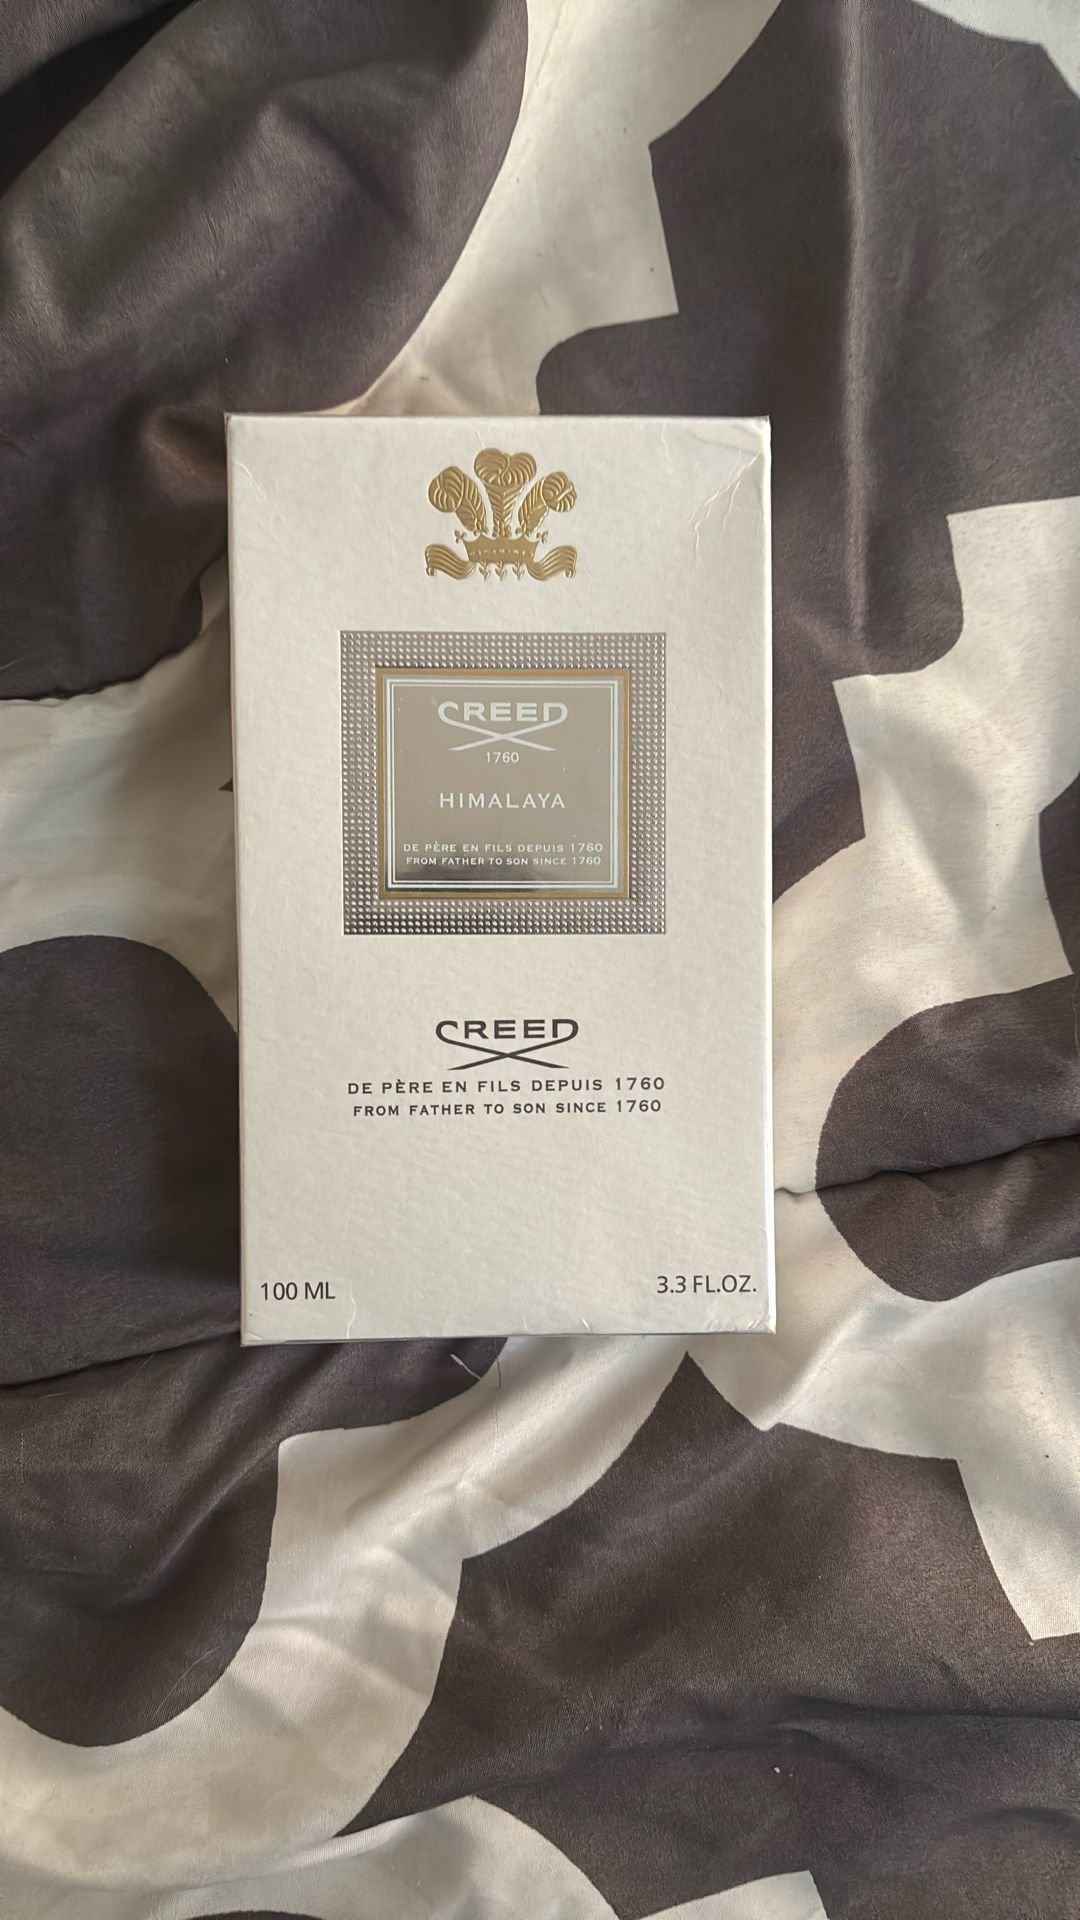 CREED
1760
HIMALAYA
DE PÈRE EN FILS DEPUIS 1760
FROM FATHER TO SON SINCE 1760
CREED
DE PÈRE EN FILS DEPUIS 1760
FROM FATHER TO SON SINCE 1760
100 ML 3.3 FL.OZ.